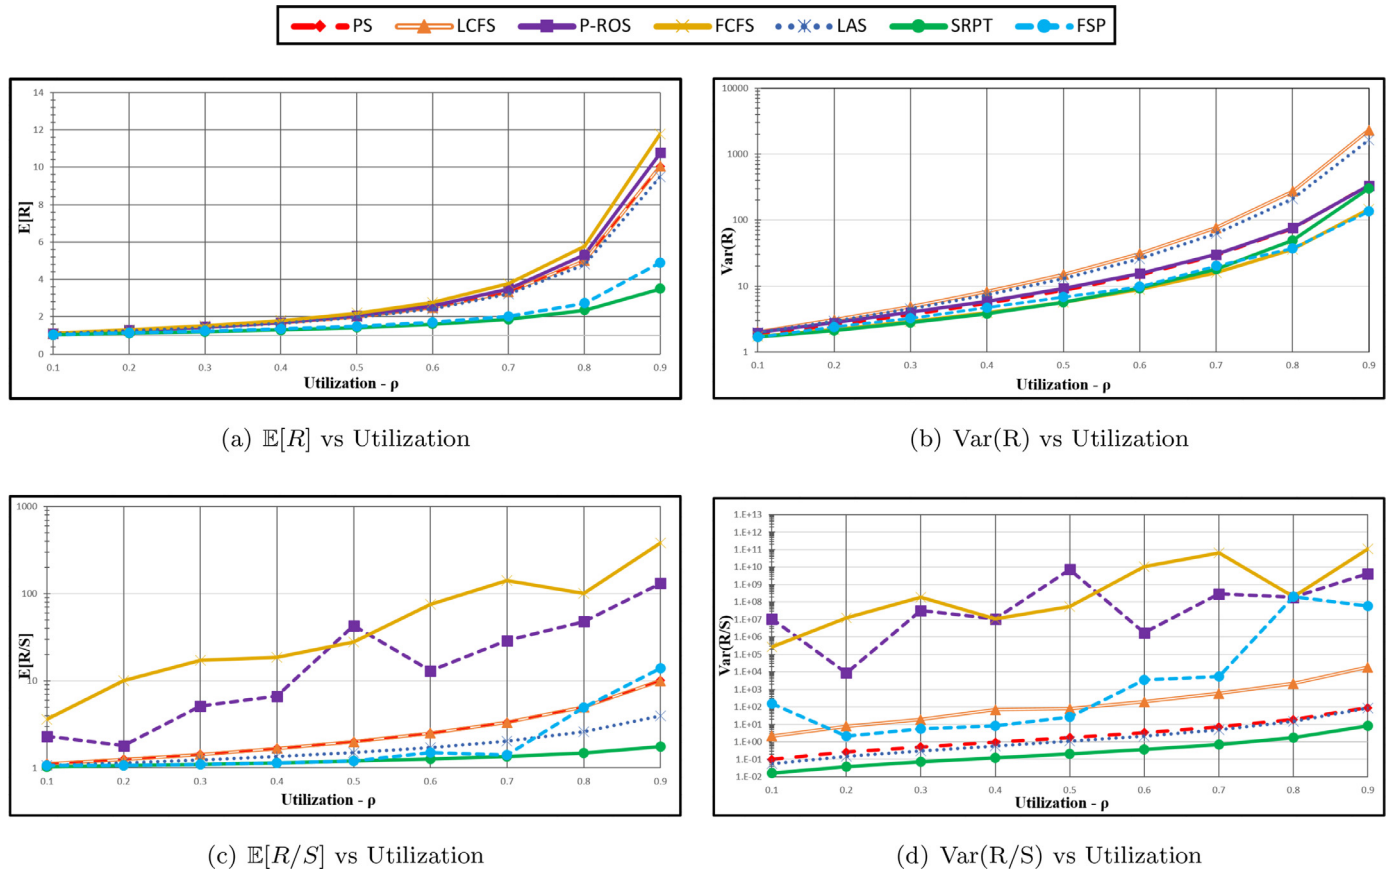 PS LCFS P-ROS FCFS LAS SRPT FSP
14
12
10
8
6
4
2
0
E[R]
0.1 0.2 0.3 0.4 0.5 0.6 0.7 0.8 0.9
Utilization - ρ
(a) 𝔼[R] vs Utilization
10000
1000
100
10
1
Var(R)
0.1 0.2 0.3 0.4 0.5 0.6 0.7 0.8 0.9
Utilization - ρ
(b) Var(R) vs Utilization
1000
100
10
1
E[R/S]
0.1 0.2 0.3 0.4 0.5 0.6 0.7 0.8 0.9
Utilization - ρ
(c) 𝔼[R/S] vs Utilization
1.E+13
1.E+12
1.E+11
1.E+10
1.E+09
1.E+08
1.E+07
1.E+06
1.E+05
1.E+04
1.E+03
1.E+02
1.E+01
1.E+00
1.E-01
1.E-02
Var(R/S)
0.1 0.2 0.3 0.4 0.5 0.6 0.7 0.8 0.9
Utilization - ρ
(d) Var(R/S) vs Utilization